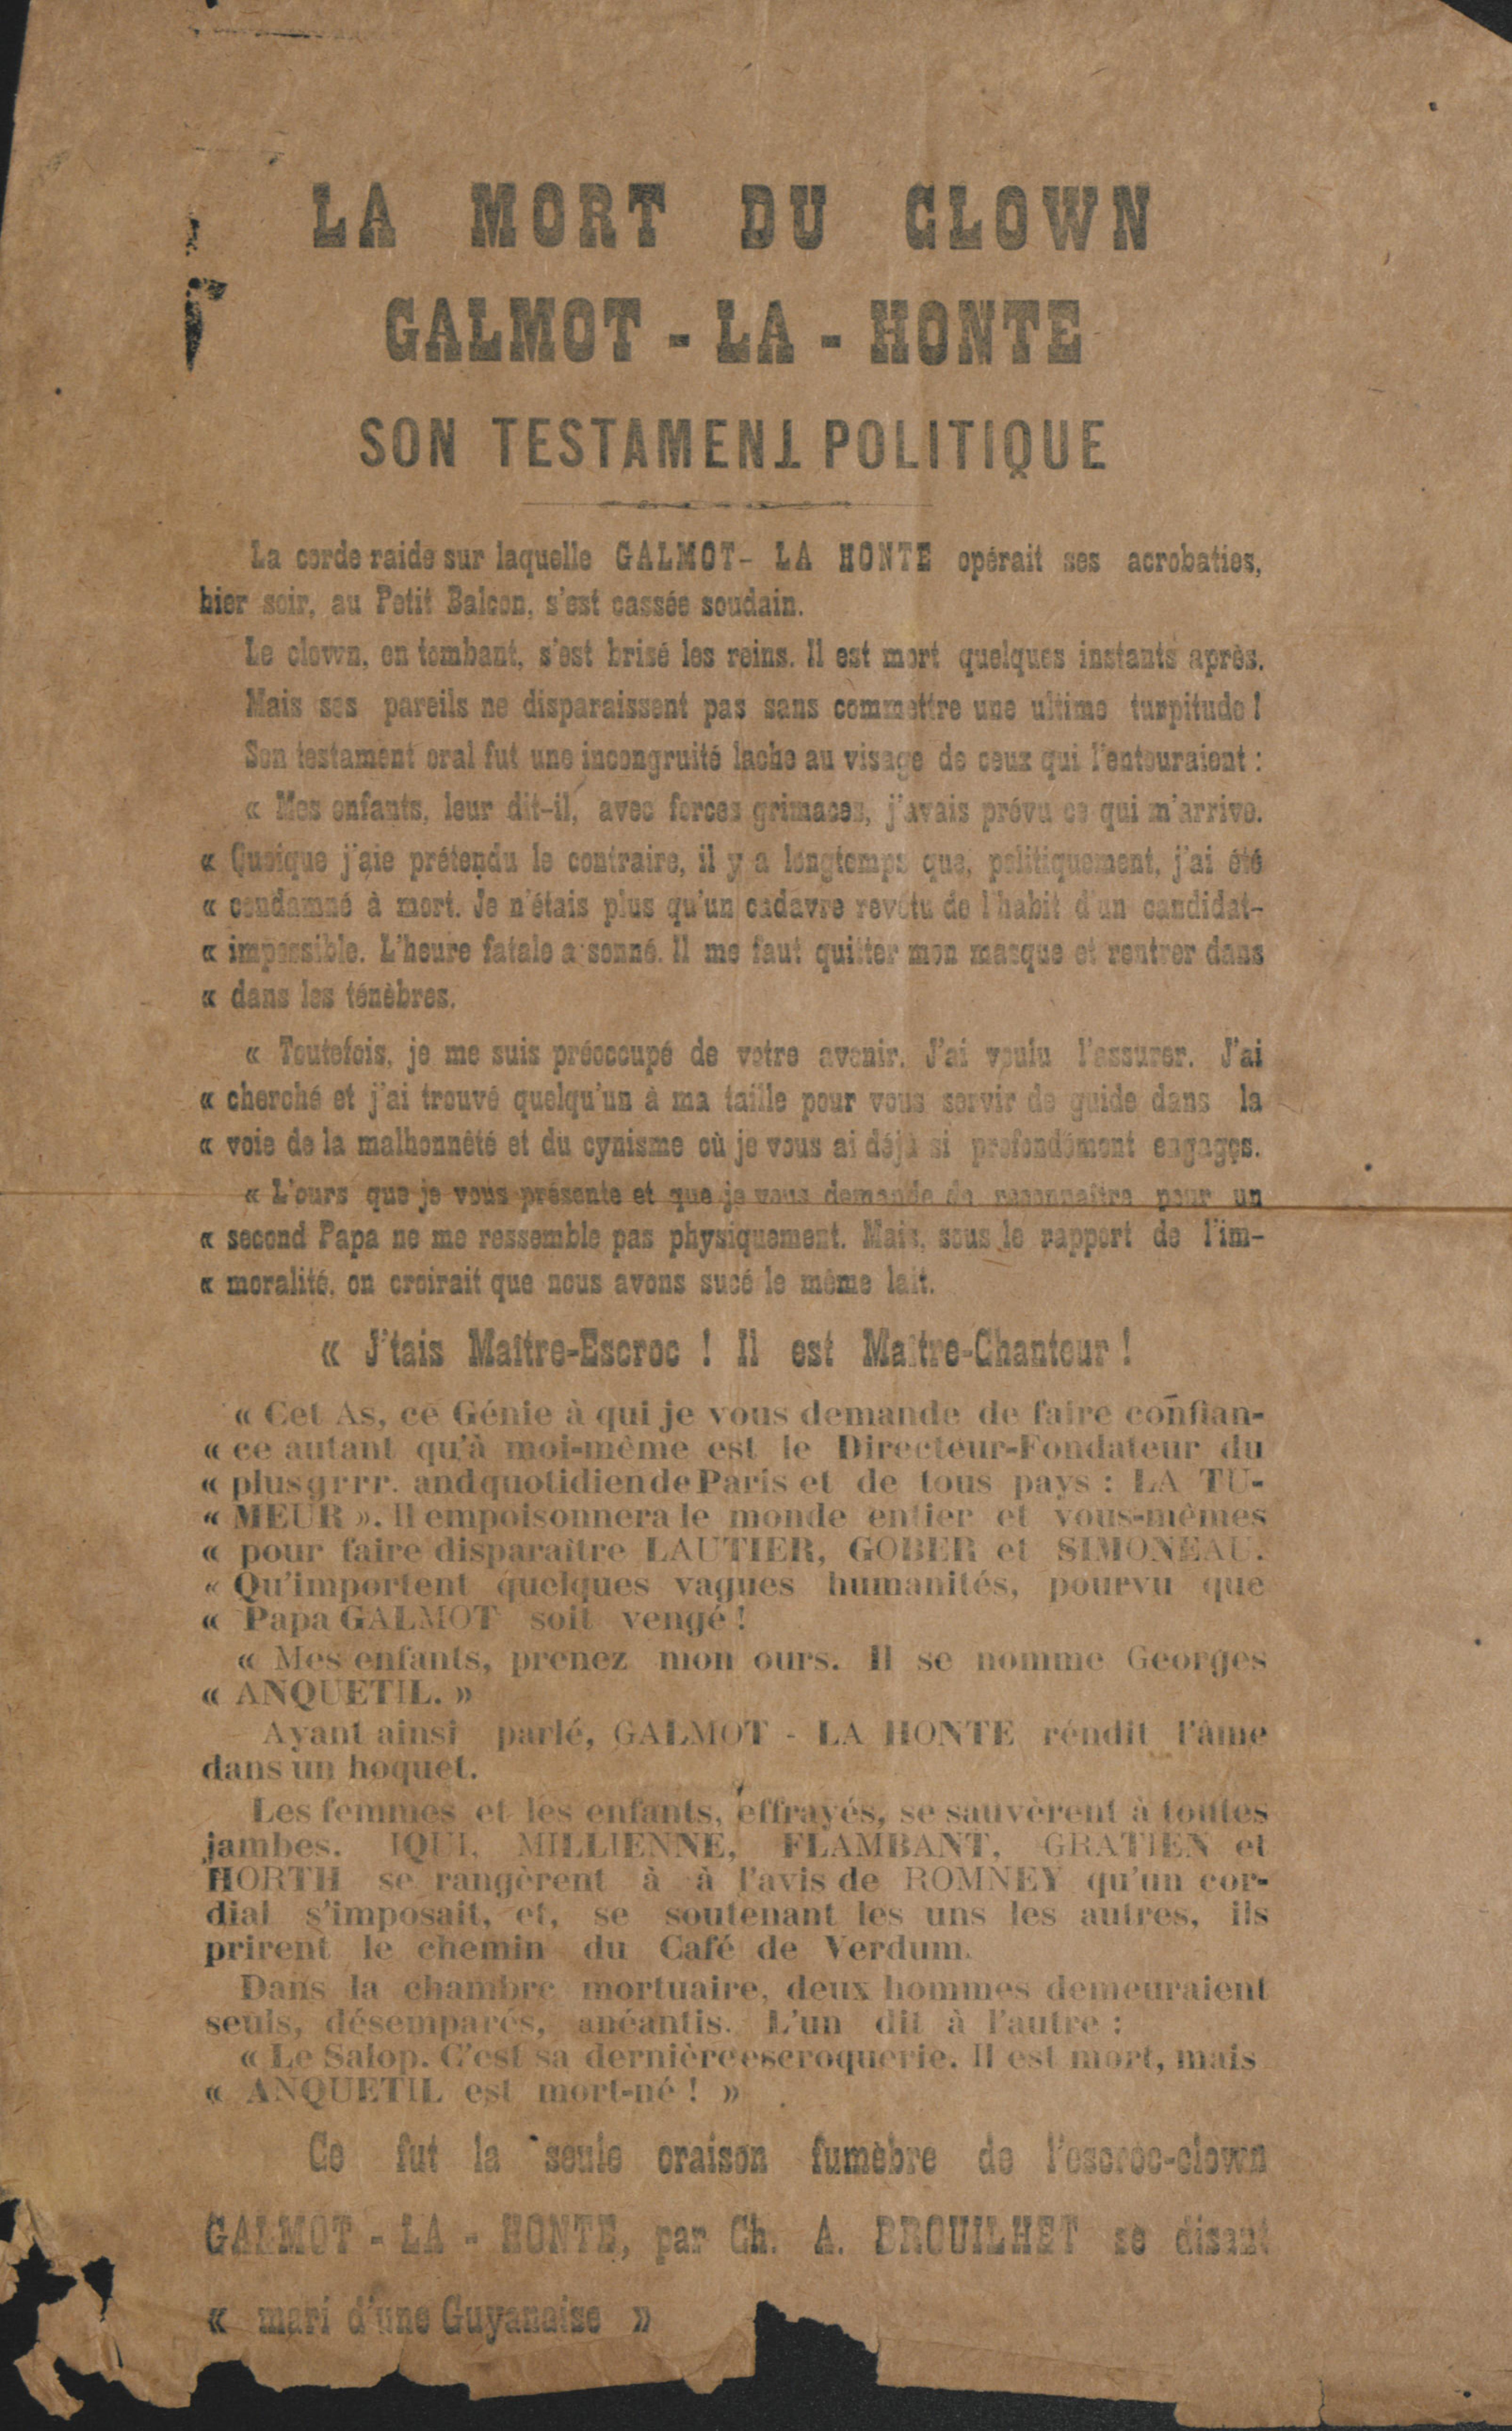 LA MORT DU CLOWN
GALMOT - LA - HONTE
SON TESTAMENT POLITIQUE
La corde raide sur laquelle GALMOT- LA HONTE opérait ses acrobaties,
hier soir, au Petit Balcon, s'est cassée soudain.
Le clown, en tombant, s'est brisé les reins. Il est mort quelques instants après.
Mais ses pareils ne disparaissent pas sans commettre une ultime turpitude !
Son testament oral fut une incongruité lache au visage de ceux qui l'entouraient :
« Mes enfants, leur dit-il, avec forces grimaces, j'avais prévu ce qui m'arrive.
« Quoique j'aie prétendu le contraire, il y a longtemps que, politiquement, j'ai été
« condamné à mort. Je n'étais plus qu'un cadavre revêtu de l'habit d'un candidat-
« impossible. L'heure fatale a sonné. Il me faut quitter mon masque et rentrer dans
« dans les ténèbres.
« Toutefois, je me suis préoccupé de votre avenir. J'ai voulu l'assurer. J'ai
« cherché et j'ai trouvé quelqu'un à ma taille pour vous servir de guide dans la
« voie de la malhonnêté et du cynisme où je vous ai déjà si profondément engagés.
« L'ours que je vous présente et que je vous demande de reconnaître pour un
« second Papa ne me ressemble pas physiquement. Mais, sous le rapport de l'im-
« moralité, on croirait que nous avons sucé le même lait.
« J'tais Maître-Escroc ! Il est Maître-Chanteur !
« Cet As, ce Génie à qui je vous demande de faire confian-
« ce autant qu'à moi-même est le Directeur-Fondateur du
« plus grrr. and quotidien de Paris et de tous pays : LA TU-
« MEUR ». Il empoisonnera le monde entier et vous-mêmes
« pour faire disparaître LAUTIER, GOBER et SIMONEAU.
« Qu'importent quelques vagues humanités, pourvu que
« Papa GALMOT soit vengé !
« Mes enfants, prenez mon ours. Il se nomme Georges
« ANQUETIL. »
Ayant ainsi parlé, GALMOT - LA HONTE réndit l'âme
dans un hoquet.
Les femmes et les enfants, effrayés, se sauvèrent à toutes
jambes. IQUI, MILLIENNE, FLAMBANT, GRATIEN et
HORTH se rangèrent à à l'avis de ROMNEY qu'un cor-
dial s'imposait, et, se soutenant les uns les autres, ils
prirent le chemin du Café de Verdum.
Dans la chambre mortuaire, deux hommes demeuraient
seuls, désemparés, anéantis. L'un dit à l'autre :
« Le Salop. C'est sa dernière escroquerie. Il est mort, mais
« ANQUETIL est mort-né ! »
Ce fut la seule oraison fumèbre de l'escroc-clown
GALMOT - LA - HONTE, par Ch. A. BROUILHET se disant
« mari d'une Guyanaise »